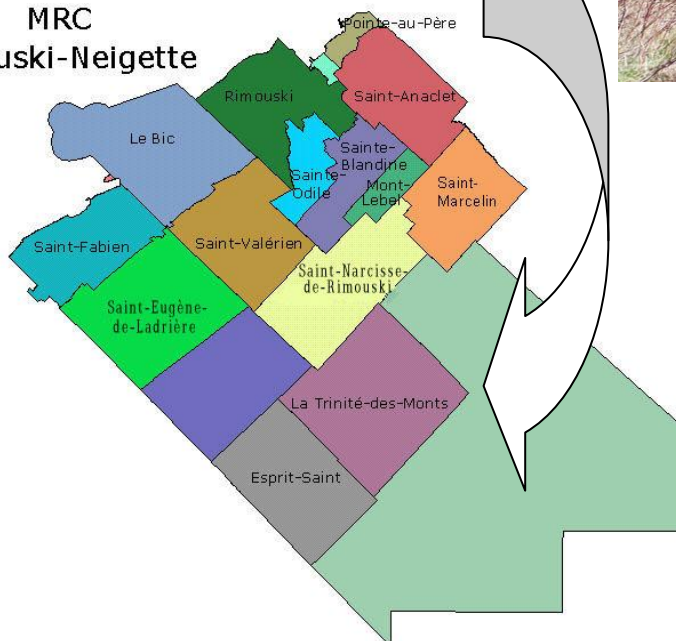 MRC
uski-Neigette
Pointe-au-Père
Rimouski
Saint-Anaclet
Le Bic
Sainte-
Blandine
Sainte-
Odile
Mont-
Lebel
Saint-
Marcelin
Saint-Fabien
Saint-Valérien
Saint-Narcisse-
de-Rimouski
Saint-Eugène-
de-Ladrière
La Trinité-des-Monts
Esprit-Saint